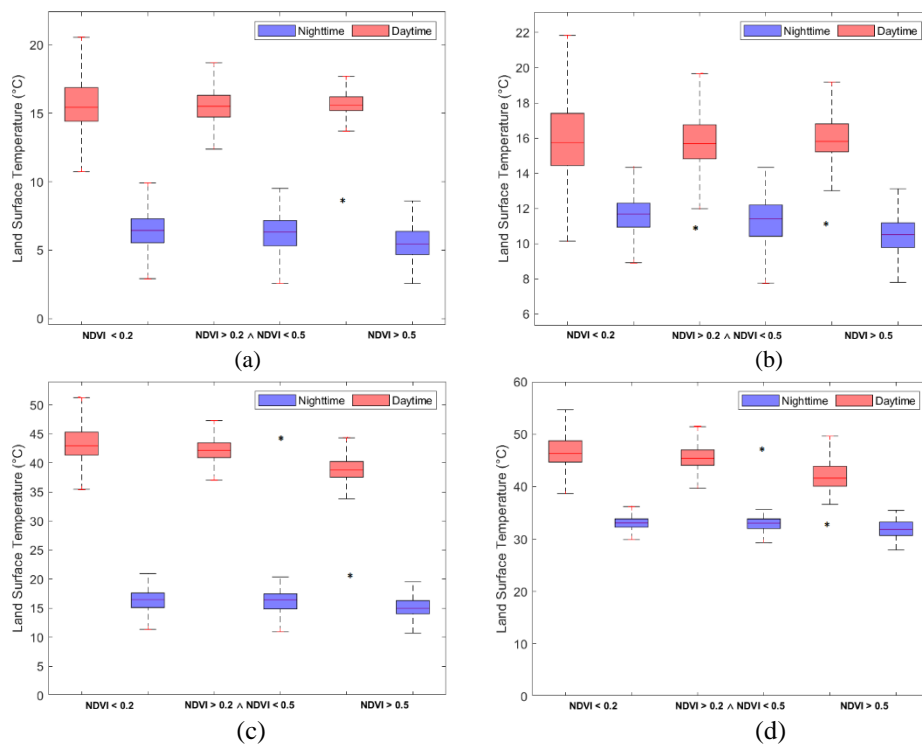 Nighttime Daytime
Land Surface Temperature (°C)
20
15
10
5
0
NDVI < 0.2 NDVI > 0.2 ∧ NDVI < 0.5 NDVI > 0.5
(a)
Nighttime Daytime
Land Surface Temperature (°C)
22
20
18
16
14
12
10
8
6
NDVI < 0.2 NDVI > 0.2 ∧ NDVI < 0.5 NDVI > 0.5
(b)
Nighttime Daytime
Land Surface Temperature (°C)
50
45
40
35
30
25
20
15
10
5
0
NDVI < 0.2 NDVI > 0.2 ∧ NDVI < 0.5 NDVI > 0.5
(c)
Nighttime Daytime
Land Surface Temperature (°C)
60
50
40
30
20
10
0
NDVI < 0.2 NDVI > 0.2 ∧ NDVI < 0.5 NDVI > 0.5
(d)